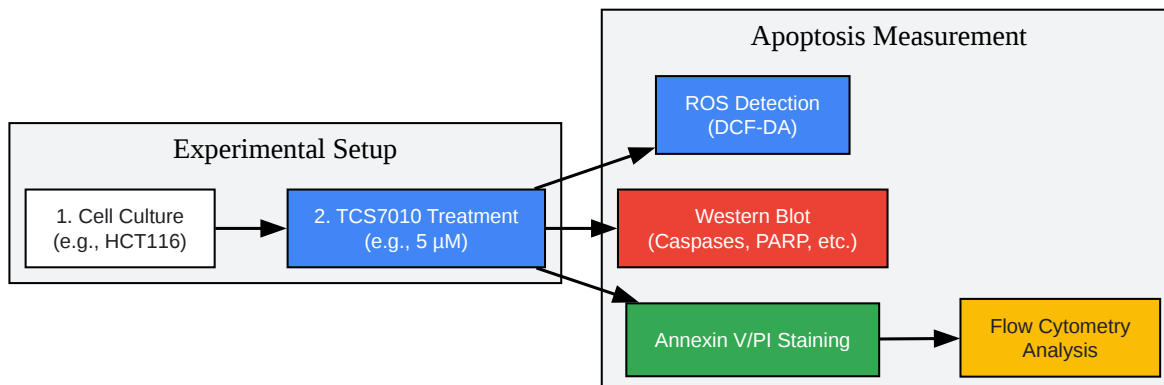 Experimental Setup
1. Cell Culture
(e.g., HCT116)
2. TCS7010 Treatment
(e.g., 5 µM)
Apoptosis Measurement
ROS Detection
(DCF-DA)
Western Blot
(Caspases, PARP, etc.)
Annexin V/PI Staining
Flow Cytometry
Analysis